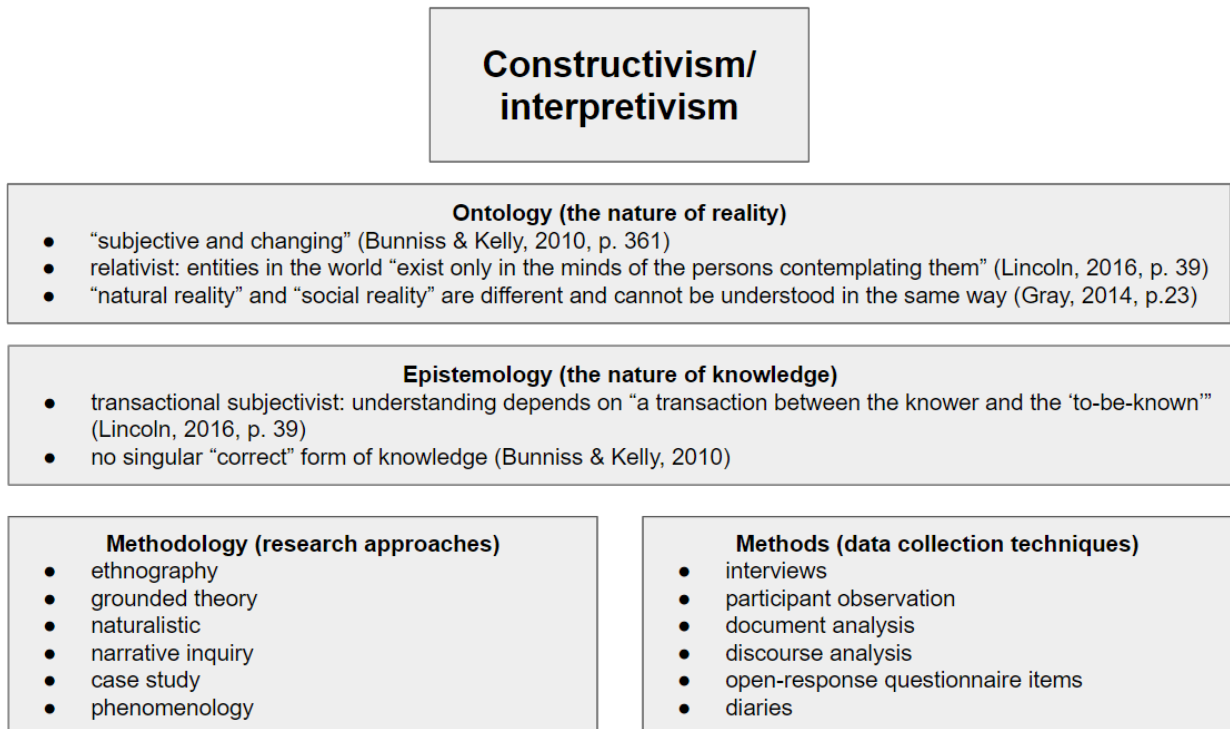 Constructivism/
interpretivism
Ontology (the nature of reality)
● “subjective and changing” (Bunniss & Kelly, 2010, p. 361)
● relativist: entities in the world “exist only in the minds of the persons contemplating them” (Lincoln, 2016, p. 39)
● “natural reality” and “social reality” are different and cannot be understood in the same way (Gray, 2014, p.23)
Epistemology (the nature of knowledge)
● transactional subjectivist: understanding depends on “a transaction between the knower and the ‘to-be-known’”
(Lincoln, 2016, p. 39)
● no singular “correct” form of knowledge (Bunniss & Kelly, 2010)
Methodology (research approaches)
● ethnography
● grounded theory
● naturalistic
● narrative inquiry
● case study
● phenomenology
Methods (data collection techniques)
● interviews
● participant observation
● document analysis
● discourse analysis
● open-response questionnaire items
● diaries